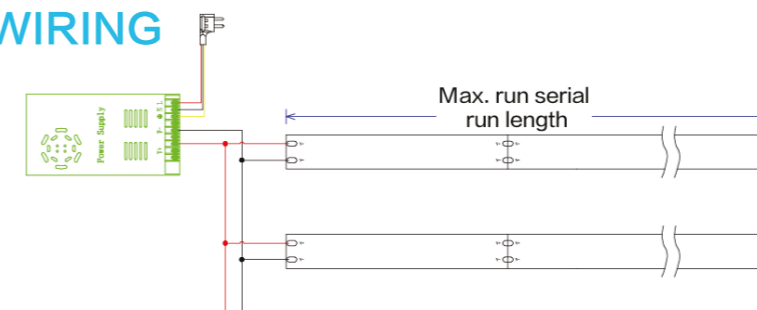 WIRING
Max. run serial
run length
Power Supply
L
N
V-
V+